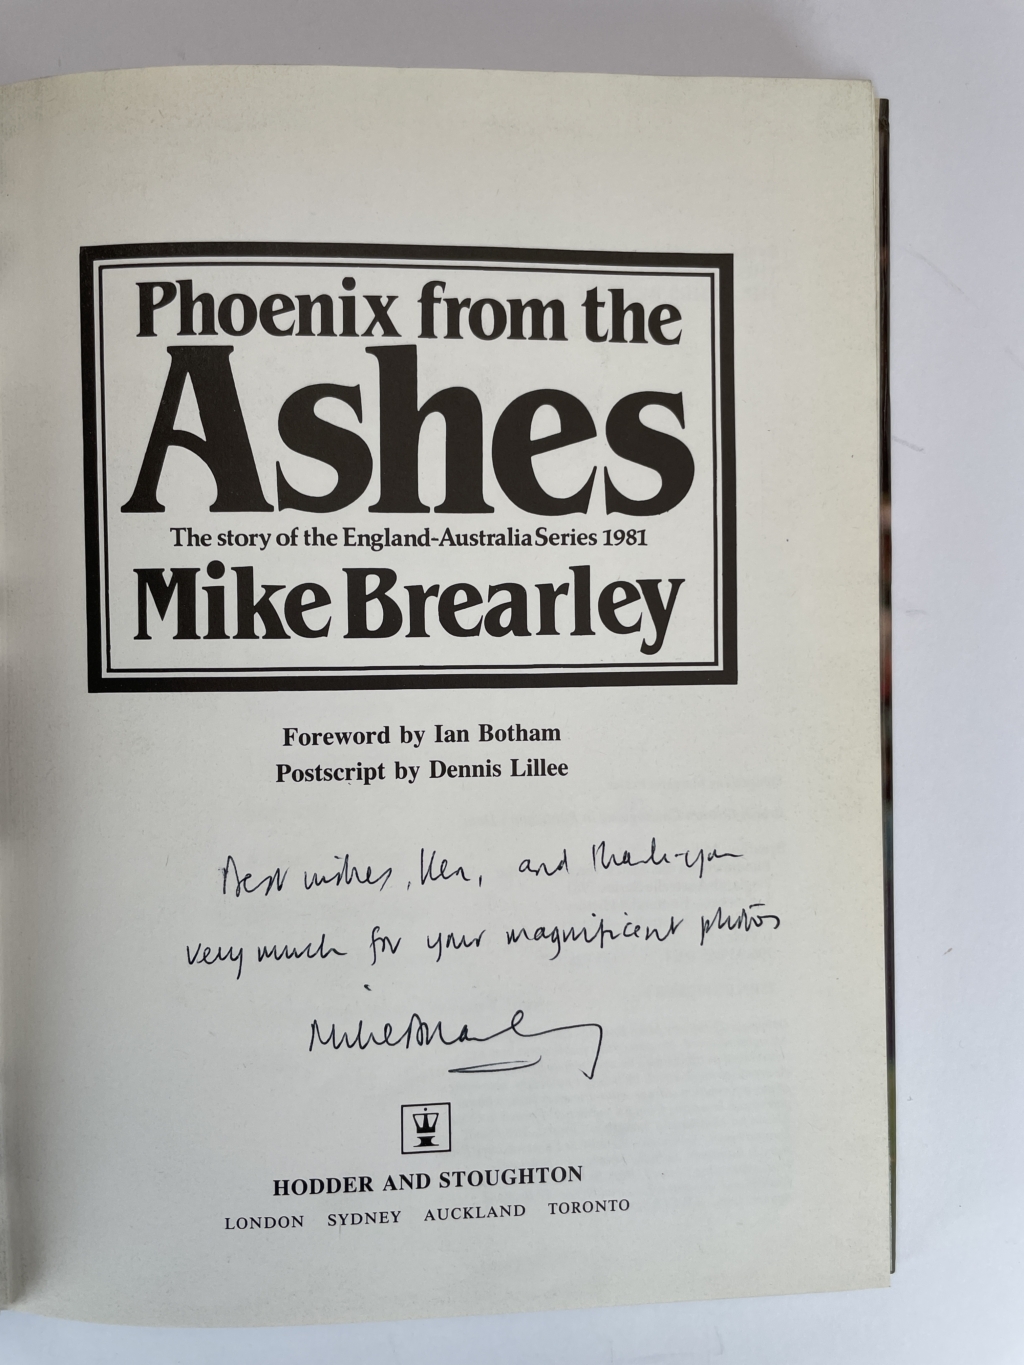 Phoenix from the
Ashes
The story of the England-Australia Series 1981
Mike Brearley
Foreword by Ian Botham
Postscript by Dennis Lillee
Best wishes, Ken, and thank-you
very much for your magnificent photos
Mike Brearley
HODDER AND STOUGHTON
LONDON SYDNEY AUCKLAND TORONTO